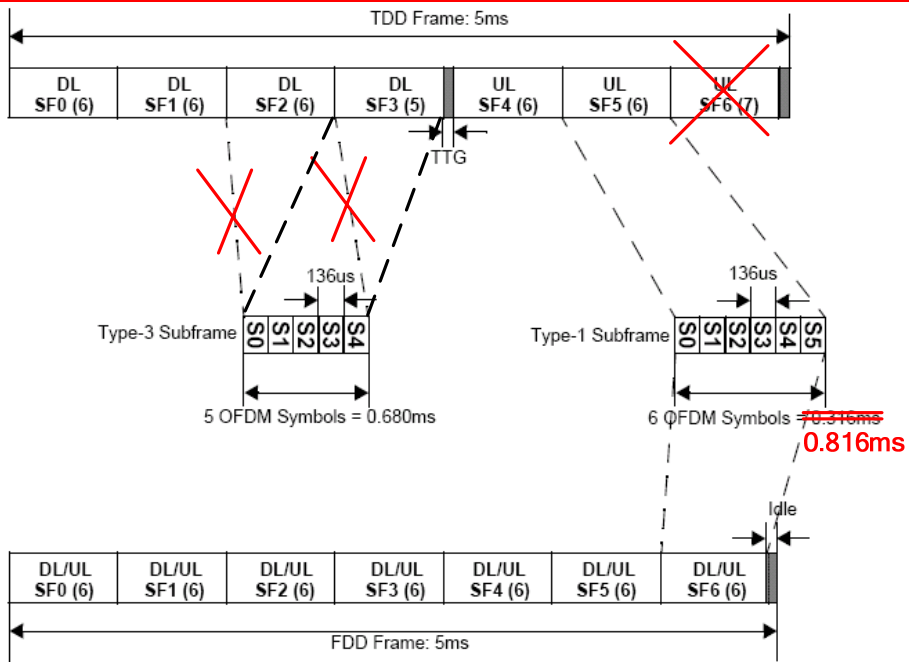 TDD Frame: 5ms
DL DL DL DL UL UL UL
SF0 (6) SF1 (6) SF2 (6) SF3 (5) SF4 (6) SF5 (6) SF6 (7)
TTG
136us 136us
Type-3 Subframe S0 S1 S2 S3 S4 Type-1 Subframe S0 S1 S2 S3 S4 S5
5 OFDM Symbols = 0.680ms 6 OFDM Symbols = 0.316ms
0.816ms
Idle
DL/UL DL/UL DL/UL DL/UL DL/UL DL/UL DL/UL
SF0 (6) SF1 (6) SF2 (6) SF3 (6) SF4 (6) SF5 (6) SF6 (6)
FDD Frame: 5ms